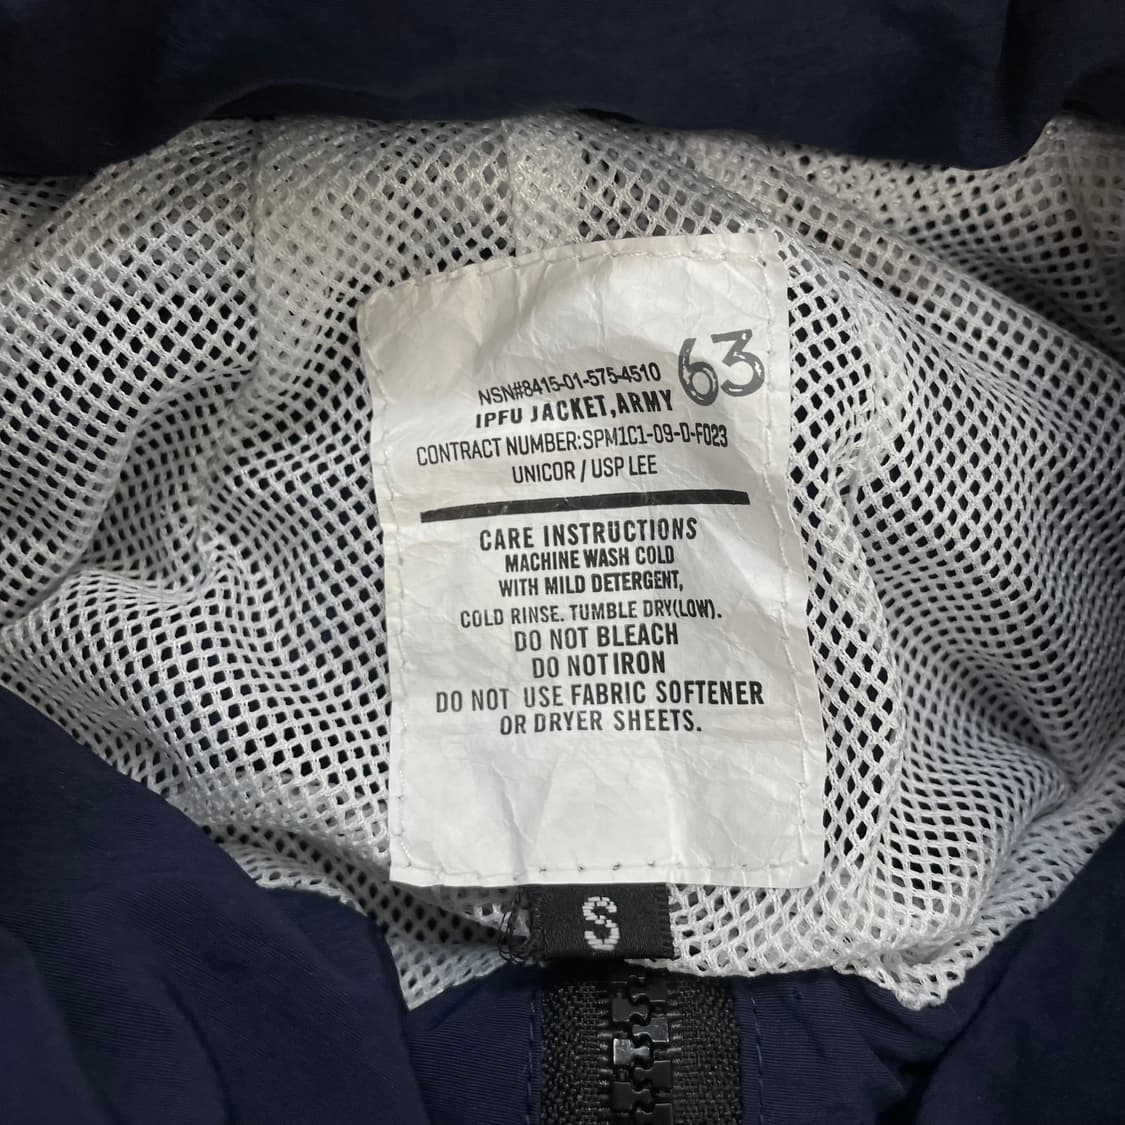 63
NSN#8415-01-575-4510
IPFU JACKET,ARMY
CONTRACT NUMBER:SPM1C1-09-D-F023
UNICOR / USP LEE
CARE INSTRUCTIONS
MACHINE WASH COLD
WITH MILD DETERGENT,
COLD RINSE. TUMBLE DRY(LOW).
DO NOT BLEACH
DO NOT IRON
DO NOT USE FABRIC SOFTENER
OR DRYER SHEETS.
S